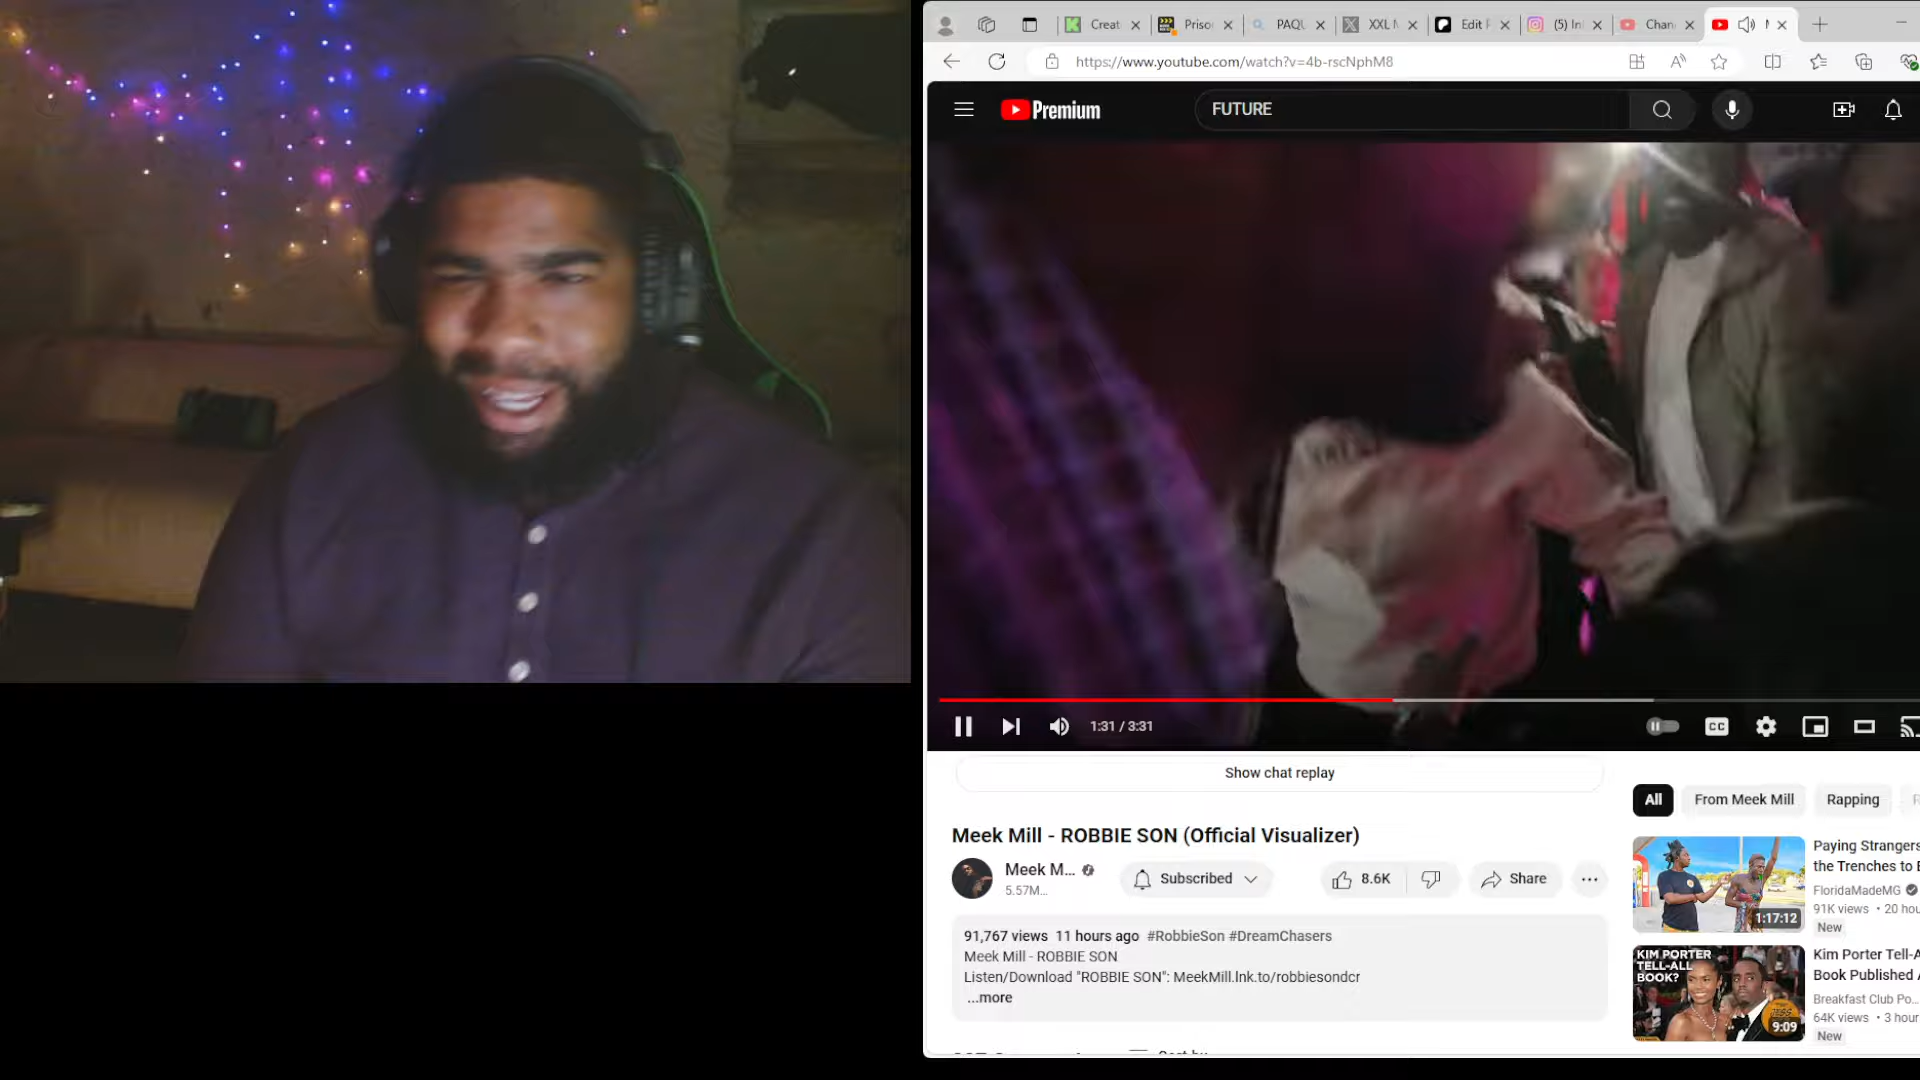 Creat
Prison
PAQU
XXL M
Edit P
(5) In
Chan
https://www.youtube.com/watch?v=4b-rscNphM8
Premium
FUTURE
1:31 / 3:31
CC
Show chat replay
All
From Meek Mill
Rapping
Meek Mill - ROBBIE SON (Official Visualizer)
Meek M...
5.57M...
Subscribed
8.6K
Share
91,767 views 11 hours ago #RobbieSon #DreamChasers
Meek Mill - ROBBIE SON
Listen/Download "ROBBIE SON": MeekMill.lnk.to/robbiesondcr
...more
Paying Strangers
the Trenches to
FloridaMadeMG
91K views • 20 hou
New
1:17:12
KIM PORTER
TELL-ALL
BOOK?
9:09
Kim Porter Tell-A
Book Published
Breakfast Club Po...
64K views • 3 hour
New